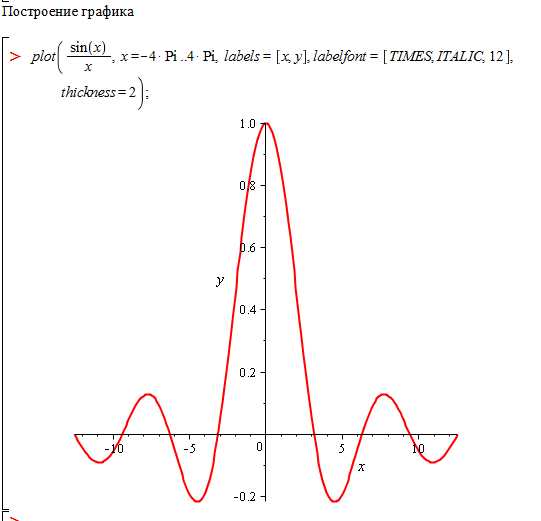 Построение графика
> plot( sin(x)/x, x=-4· Pi ..4· Pi, labels = [x, y], labelfont = [TIMES, ITALIC, 12],
thickness = 2 );
1.0
0.8
0.6
y
0.4
0.2
-10 -5 0 5 10
x
-0.2
>